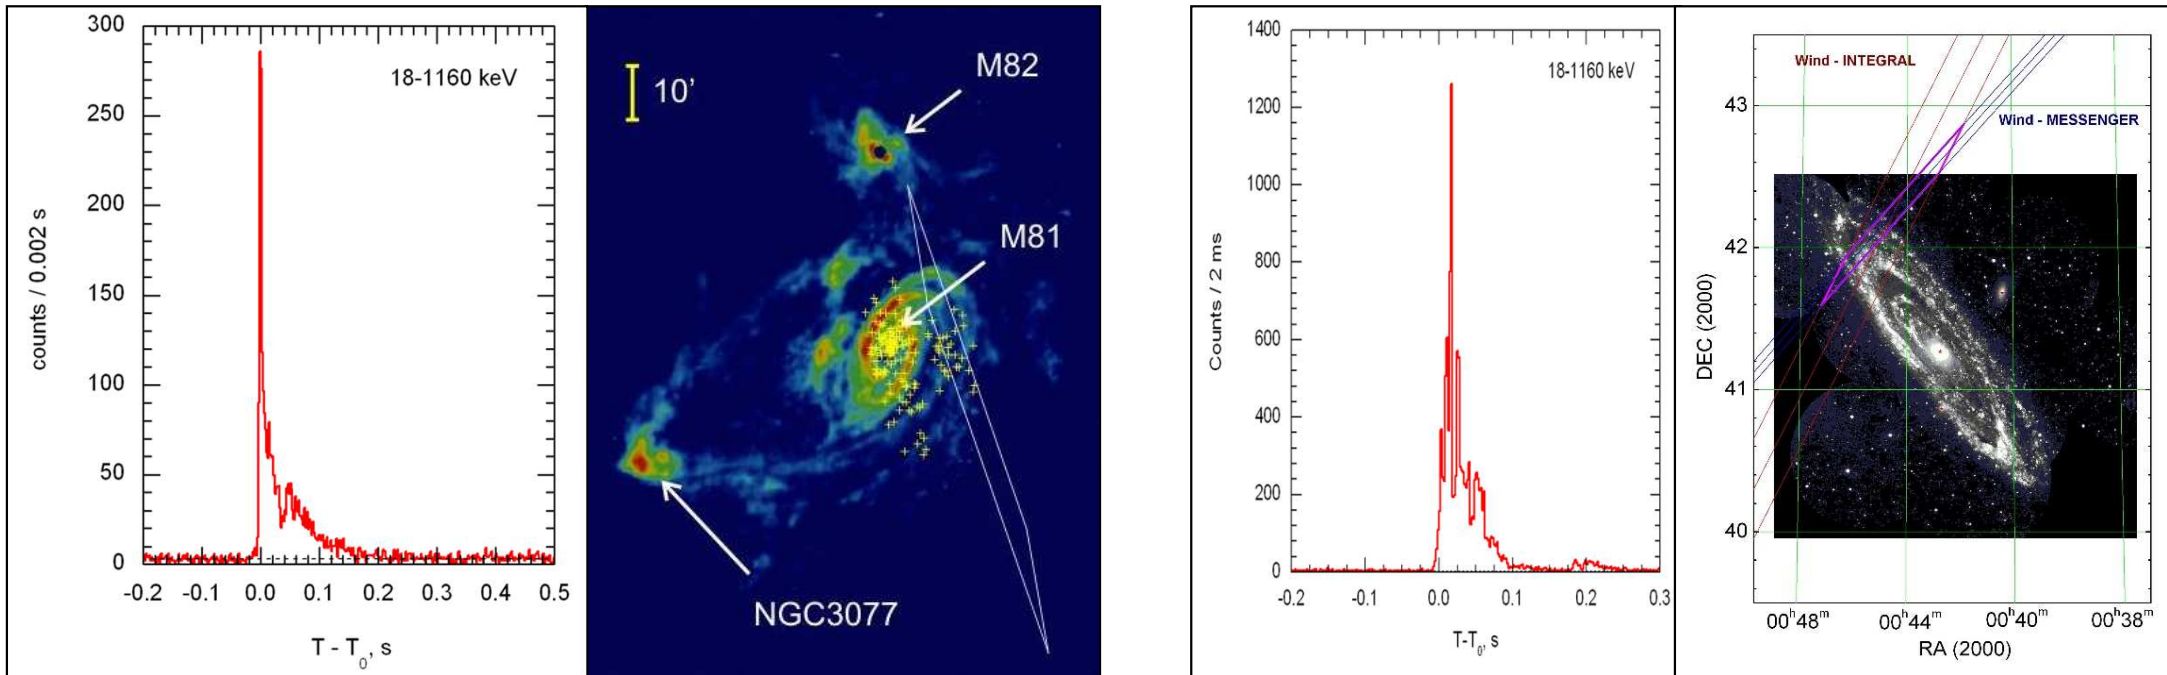 300
250
200
150
100
50
0
counts / 0.002 s
18-1160 keV
-0.2 -0.1 0.0 0.1 0.2 0.3 0.4 0.5
T - T0, s
10'
M82
M81
NGC3077
1400
1200
1000
800
600
400
200
0
Counts / 2 ms
18-1160 keV
-0.2 -0.1 0.0 0.1 0.2 0.3
T-T0, s
Wind - INTEGRAL
Wind - MESSENGER
43
42
41
40
DEC (2000)
00h48m 00h44m 00h40m 00h38m
RA (2000)